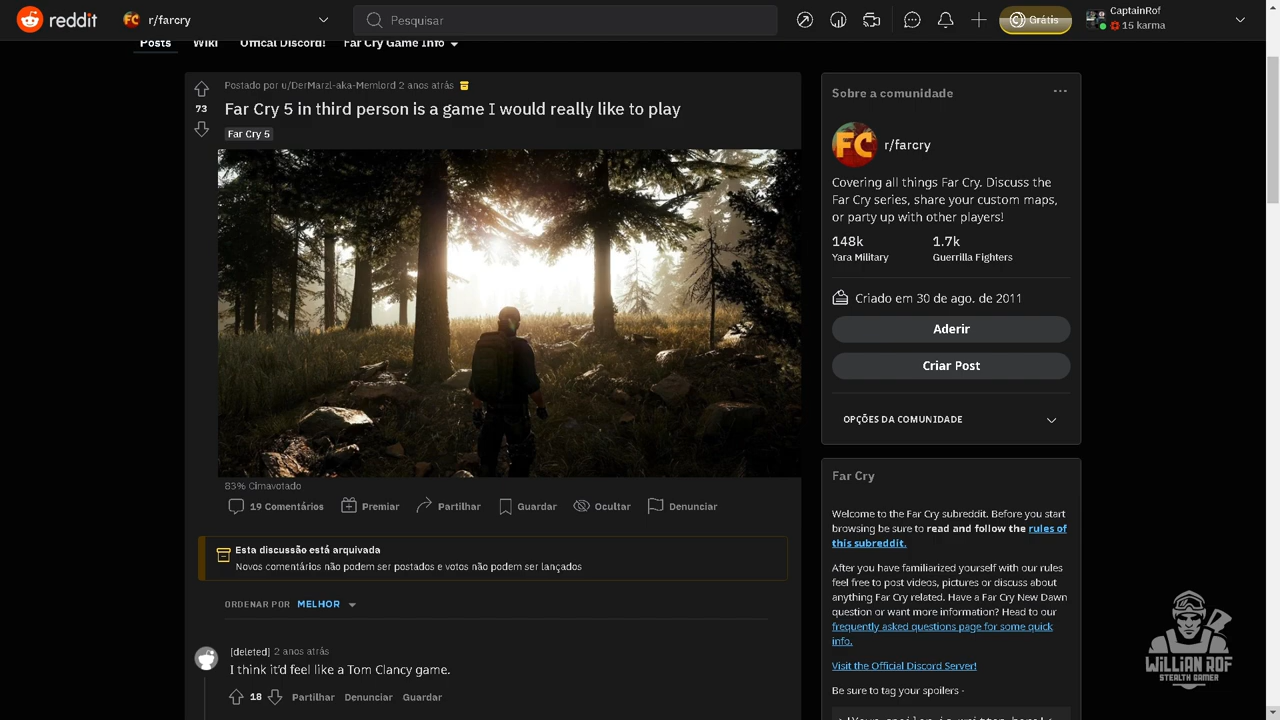 reddit
r/farcry
Pesquisar
Grátis
CaptainRof
15 karma
Posts
Wiki
Offical Discord!
Far Cry Game Info
Postado por u/DerMarzl-aka-Memlord 2 anos atrás
73
Far Cry 5 in third person is a game I would really like to play
Far Cry 5
83% Cimavotado
19 Comentários
Premiar
Partilhar
Guardar
Ocultar
Denunciar
Esta discussão está arquivada
Novos comentários não podem ser postados e votos não podem ser lançados
ORDENAR POR MELHOR
[deleted] 2 anos atrás
I think it'd feel like a Tom Clancy game.
18
Partilhar
Denunciar
Guardar
Sobre a comunidade
FC
r/farcry
Covering all things Far Cry. Discuss the
Far Cry series, share your custom maps,
or party up with other players!
148k
1.7k
Yara Military
Guerrilla Fighters
Criado em 30 de ago. de 2011
Aderir
Criar Post
OPÇÕES DA COMUNIDADE
Far Cry
Welcome to the Far Cry subreddit. Before you start
browsing be sure to read and follow the rules of
this subreddit.
After you have familiarized yourself with our rules
feel free to post videos, pictures or discuss about
anything Far Cry related. Have a Far Cry New Dawn
question or want more information? Head to our
frequently asked questions page for some quick
info.
Visit the Official Discord Server!
Be sure to tag your spoilers -
WILLIAN ROF
STEALTH GAMER